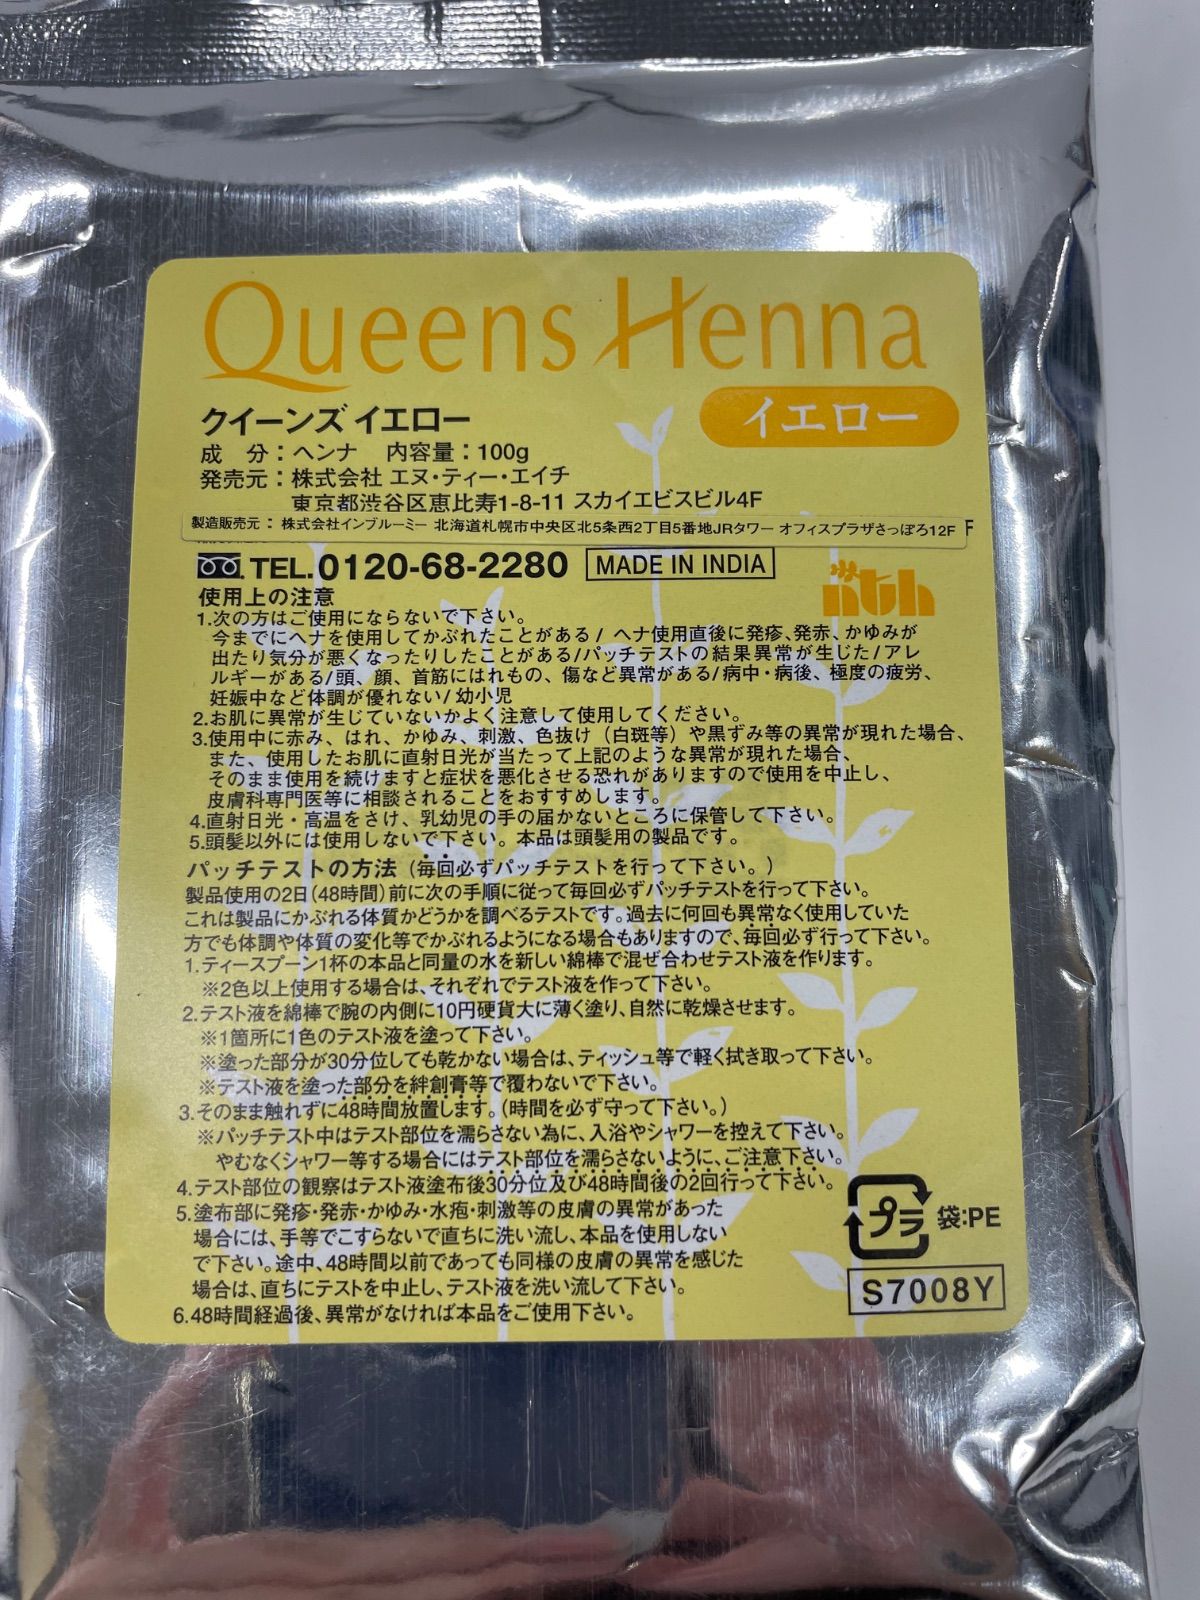 Queens Henna
イエロー
クイーンズ イエロー
成 分：ヘンナ 内容量：100g
発売元：株式会社 エヌ・ティー・エイチ
東京都渋谷区恵比寿1-8-11 スカイエビスビル4F
製造販売元：株式会社インブルーミー 北海道札幌市中央区北5条西2丁目5番地JRタワー オフィスプラザさっぽろ12F
F
TEL.0120-68-2280 MADE IN INDIA
nth
使用上の注意
1.次の方はご使用にならないで下さい。
今までにヘナを使用してかぶれたことがある/ ヘナ使用直後に発疹、発赤、かゆみが
出たり気分が悪くなったりしたことがある/パッチテストの結果異常が生じた/アレ
ルギーがある/頭、顔、首筋にはれもの、傷など異常がある/病中・病後、極度の疲労、
妊娠中など体調が優れない/ 幼小児
2.お肌に異常が生じていないかよく注意して使用してください。
3.使用中に赤み、はれ、かゆみ、刺激、色抜け（白斑等）や黒ずみ等の異常が現れた場合、
また、使用したお肌に直射日光が当たって上記のような異常が現れた場合、
そのまま使用を続けますと症状を悪化させる恐れがありますので使用を中止し、
皮膚科専門医等に相談されることをおすすめします。
4.直射日光・高温をさけ、乳幼児の手の届かないところに保管して下さい。
5.頭髪以外には使用しないで下さい。本品は頭髪用の製品です。
パッチテストの方法（毎回必ずパッチテストを行って下さい。）
製品使用の2日（48時間）前に次の手順に従って毎回必ずパッチテストを行って下さい。
これは製品にかぶれる体質かどうかを調べるテストです。過去に何回も異常なく使用していた
方でも体調や体質の変化等でかぶれるようになる場合もありますので、毎回必ず行って下さい。
1.ティースプーン1杯の本品と同量の水を新しい綿棒で混ぜ合わせテスト液を作ります。
※2色以上使用する場合は、それぞれでテスト液を作って下さい。
2.テスト液を綿棒で腕の内側に10円硬貨大に薄く塗り、自然に乾燥させます。
※1箇所に1色のテスト液を塗って下さい。
※塗った部分が30分位しても乾かない場合は、ティッシュ等で軽く拭き取って下さい。
※テスト液を塗った部分を絆創膏等で覆わないで下さい。
3.そのまま触れずに48時間放置します。（時間を必ず守って下さい。）
※パッチテスト中はテスト部位を濡らさない為に、入浴やシャワーを控えて下さい。
やむなくシャワー等する場合にはテスト部位を濡らさないように、ご注意下さい。
4.テスト部位の観察はテスト液塗布後30分位及び48時間後の2回行って下さい。
5.塗布部に発疹・発赤・かゆみ・水疱・刺激等の皮膚の異常があった
場合には、手等でこすらないで直ちに洗い流し、本品を使用しない
で下さい。途中、48時間以前であっても同様の皮膚の異常を感じた
場合は、直ちにテストを中止し、テスト液を洗い流して下さい。
6.48時間経過後、異常がなければ本品をご使用下さい。
プラ 袋：PE
S7008Y